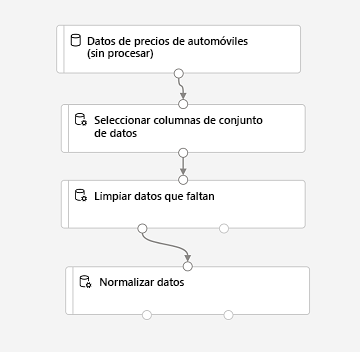 Datos de precios de automóviles
(sin procesar)
Seleccionar columnas de conjunto
de datos
Limpiar datos que faltan
Normalizar datos